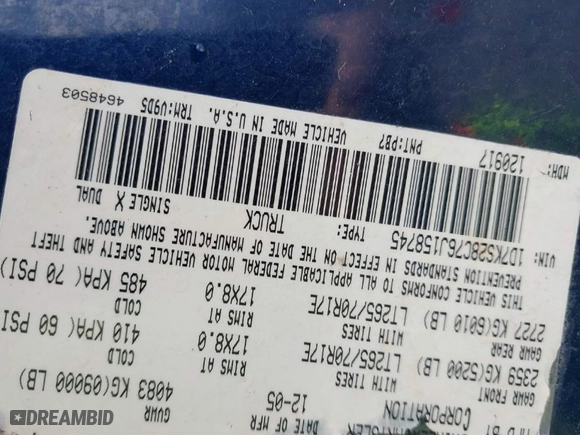 MFD BY
CORPORATION
DATE OF MFR GVWR
12-05 4083 KG(09000 LB)
GAWR FRONT WITH TIRES RIMS AT COLD
2359 KG(5200 LB) LT265/70R17E 17X8.0 410 KPA( 60 PSI
GAWR REAR WITH TIRES RIMS AT COLD
2727 KG(6010 LB) LT265/70R17E 17X8.0 485 KPA( 70 PSI)
THIS VEHICLE CONFORMS TO ALL APPLICABLE FEDERAL MOTOR VEHICLE SAFETY AND THEFT
PREVENTION STANDARDS IN EFFECT ON THE DATE OF MANUFACTURE SHOWN ABOVE.
VIN: 1D7KS28C76J158745 TYPE: TRUCK SINGLE X DUAL
MDH: 120917 PNT:PB7 VEHICLE MADE IN U.S.A. TRM:V9D5 4648503
DREAMBID